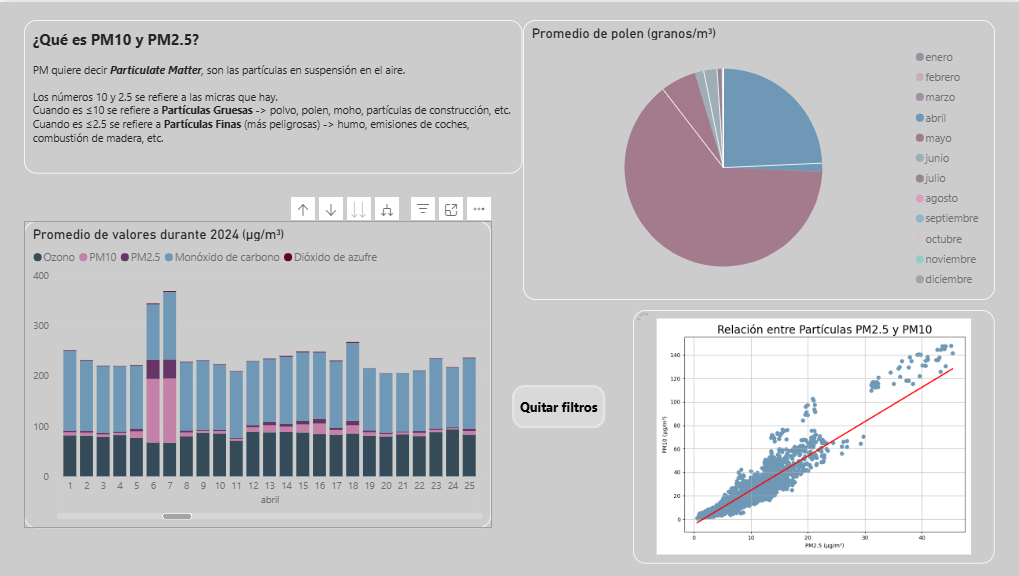 ¿Qué es PM10 y PM2.5?
PM quiere decir Particulate Matter, son las partículas en suspensión en el aire.
Los números 10 y 2.5 se refiere a las micras que hay.
Cuando es ≤10 se refiere a Partículas Gruesas -> polvo, polen, moho, partículas de construcción, etc.
Cuando es ≤2.5 se refiere a Partículas Finas (más peligrosos) -> humo, emisiones de coches,
combustión de madera, etc.
Promedio de polen (granos/m³)
enero
febrero
marzo
abril
mayo
junio
julio
agosto
septiembre
octubre
noviembre
diciembre
Promedio de valores durante 2024 (µg/m³)
Ozono PM10 PM2.5 Monóxido de carbono Dióxido de azufre
400
300
200
100
0
1 2 3 4 5 6 7 8 9 10 11 12 13 14 15 16 17 18 19 20 21 22 23 24 25
abril
Quitar filtros
Relación entre Partículas PM2.5 y PM10
PM10 (µg/m³)
140
120
100
80
60
40
20
0
0 10 20 30 40
PM2.5 (µg/m³)